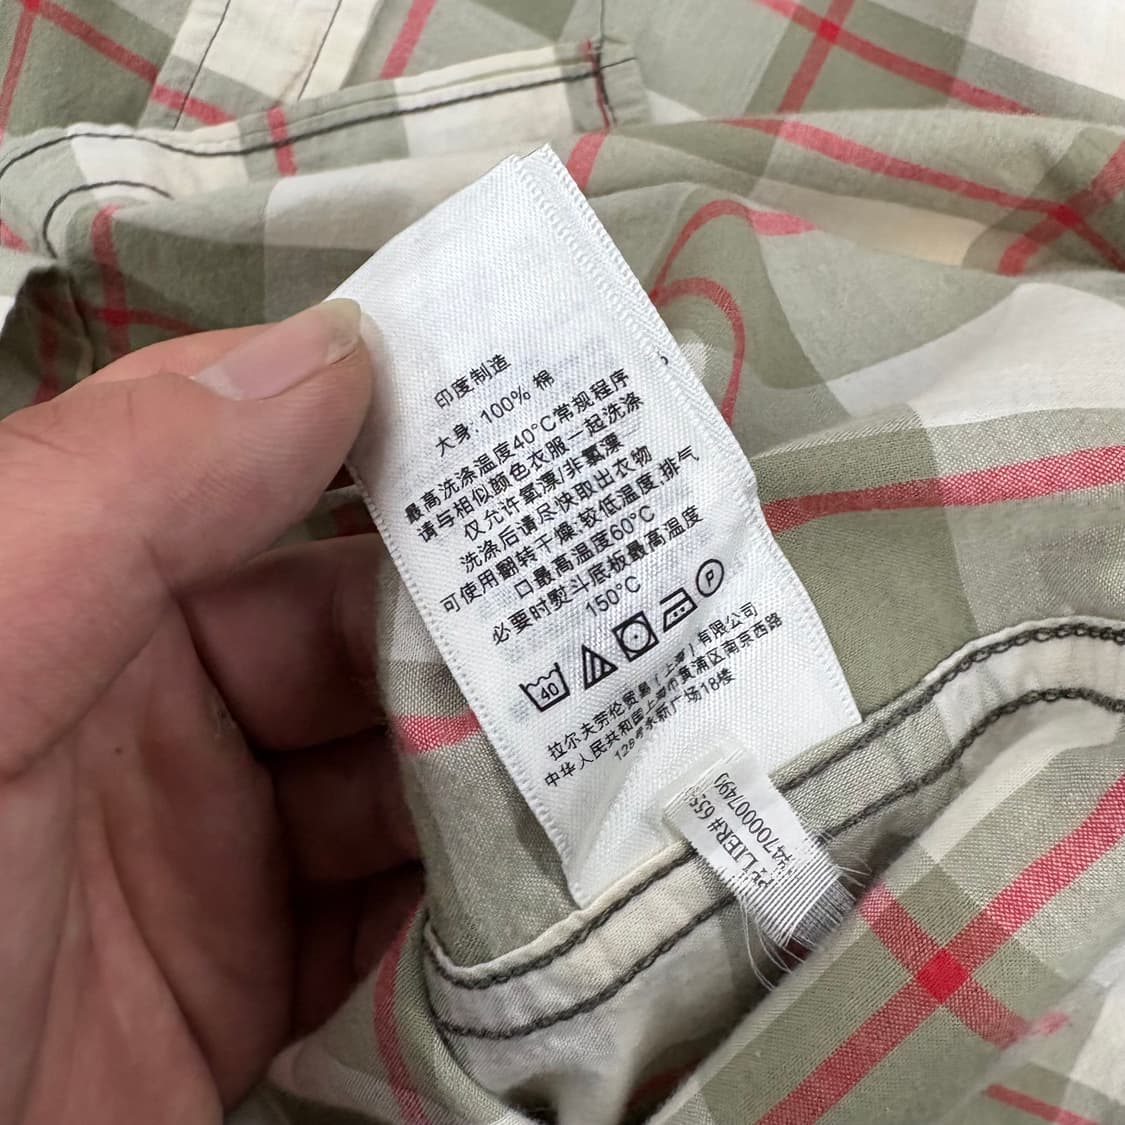 印度制造
大身: 100% 棉
最高洗涤温度40°C常规程序
请与相似颜色衣服一起洗涤
仅允许氧漂/非氯漂
洗涤后请尽快取出衣物
可使用翻转干燥;较低温度,排气
口最高温度60°C
必要时熨斗底板最高温度
150°C
40
P
拉尔夫劳伦贸易(上海)有限公司
中华人民共和国上海市黄浦区南京西路
128号永新广场18楼